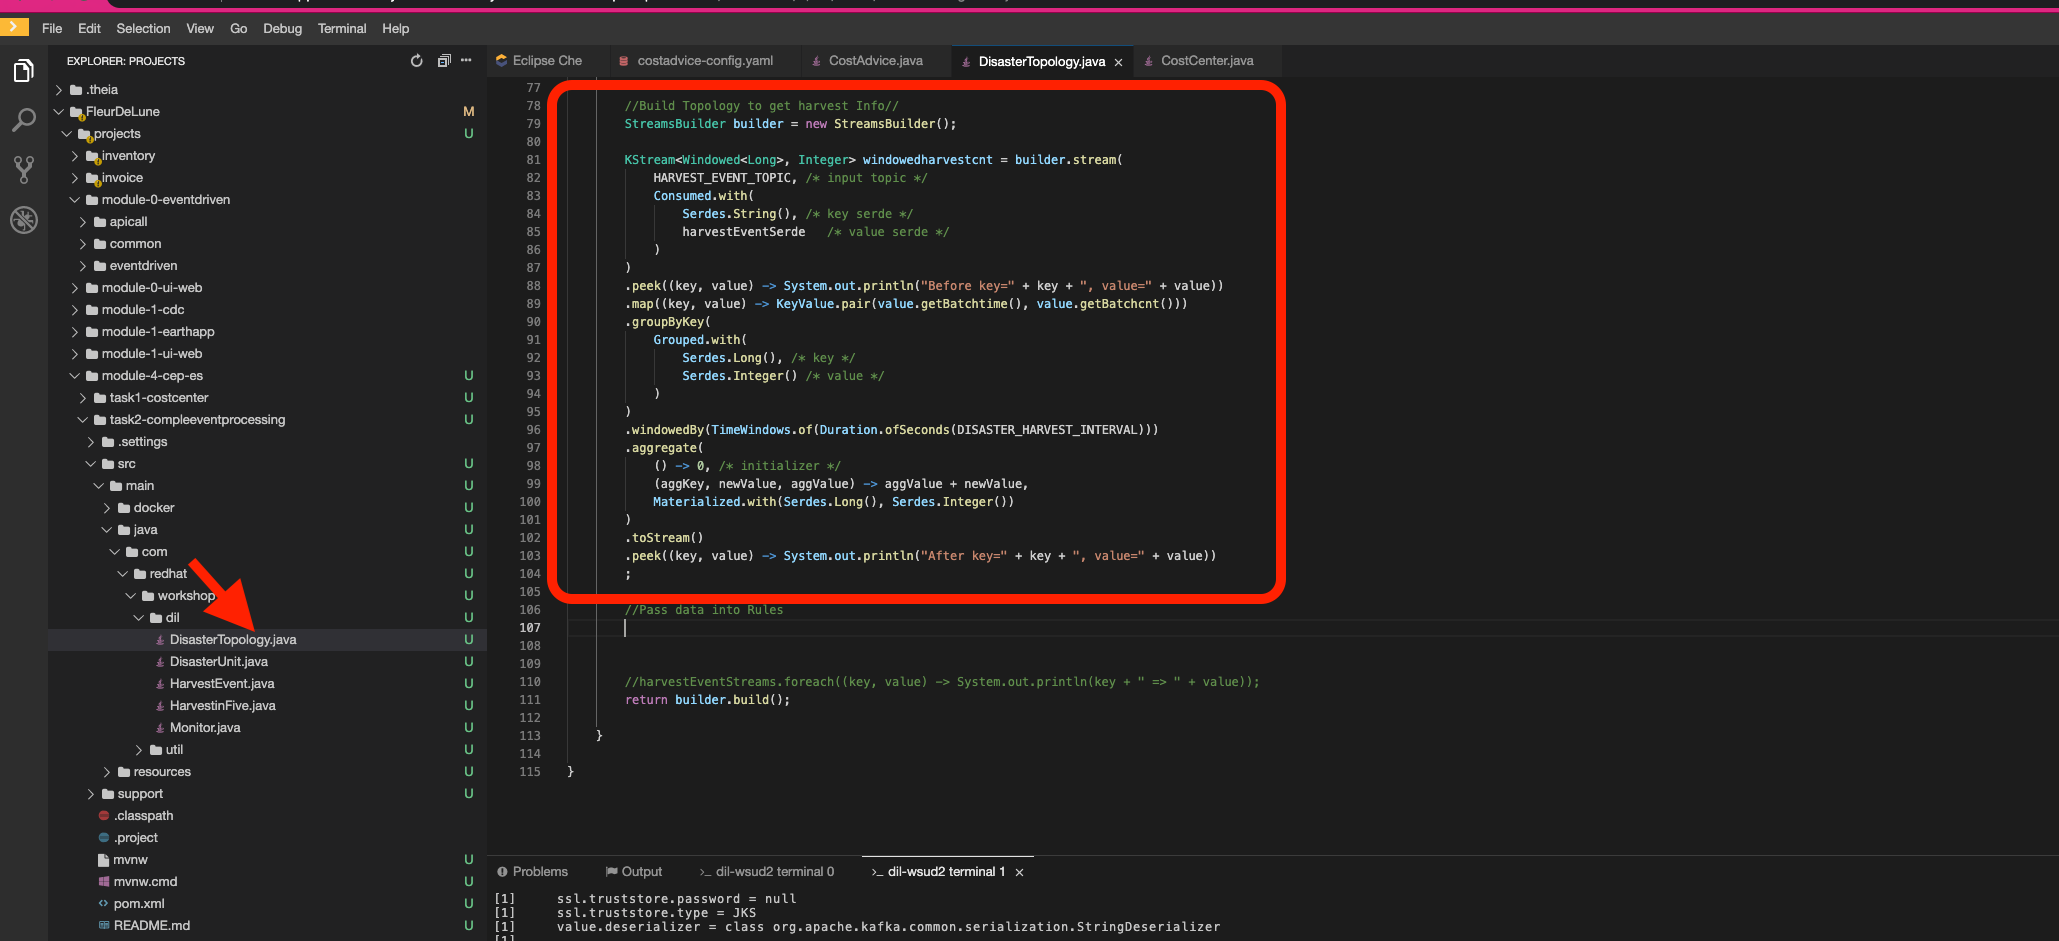 File Edit Selection View Go Debug Terminal Help
EXPLORER: PROJECTS
.theia
FleurDeLune M
projects U
inventory
invoice
module-0-eventdriven
apicall
common
eventdriven
module-0-ui-web
module-1-cdc
module-1-earthapp
module-1-ui-web
module-4-cep-es U
task1-costcenter U
task2-compleeventprocessing U
.settings
src U
main U
docker U
java U
com U
redhat U
workshop U
dil U
DisasterTopology.java U
DisasterUnit.java U
HarvestEvent.java U
HarvestinFive.java U
Monitor.java U
util U
resources U
support U
.classpath
.project
mvnw U
mvnw.cmd U
pom.xml U
README.md U
Eclipse Che costadvice-config.yaml CostAdvice.java DisasterTopology.java × CostCenter.java
77
78 //Build Topology to get harvest Info//
79 StreamsBuilder builder = new StreamsBuilder();
80
81 KStream<Windowed<Long>, Integer> windowedharvestcnt = builder.stream(
82 HARVEST_EVENT_TOPIC, /* input topic */
83 Consumed.with(
84 Serdes.String(), /* key serde */
85 harvestEventSerde /* value serde */
86 )
87 )
88 .peek((key, value) -> System.out.println("Before key=" + key + ", value=" + value))
89 .map((key, value) -> KeyValue.pair(value.getBatchtime(), value.getBatchcnt()))
90 .groupByKey(
91 Grouped.with(
92 Serdes.Long(), /* key */
93 Serdes.Integer() /* value */
94 )
95 )
96 .windowedBy(TimeWindows.of(Duration.ofSeconds(DISASTER_HARVEST_INTERVAL)))
97 .aggregate(
98 () -> 0, /* initializer */
99 (aggKey, newValue, aggValue) -> aggValue + newValue,
100 Materialized.with(Serdes.Long(), Serdes.Integer())
101 )
102 .toStream()
103 .peek((key, value) -> System.out.println("After key=" + key + ", value=" + value))
104 ;
105
106 //Pass data into Rules
107
108
109
110 //harvestEventStreams.foreach((key, value) -> System.out.println(key + " => " + value));
111 return builder.build();
112
113 }
114
115 }
Problems Output >_ dil-wsud2 terminal 0 >_ dil-wsud2 terminal 1 ×
[1] ssl.truststore.password = null
[1] ssl.truststore.type = JKS
[1] value.deserializer = class org.apache.kafka.common.serialization.StringDeserializer
[1]